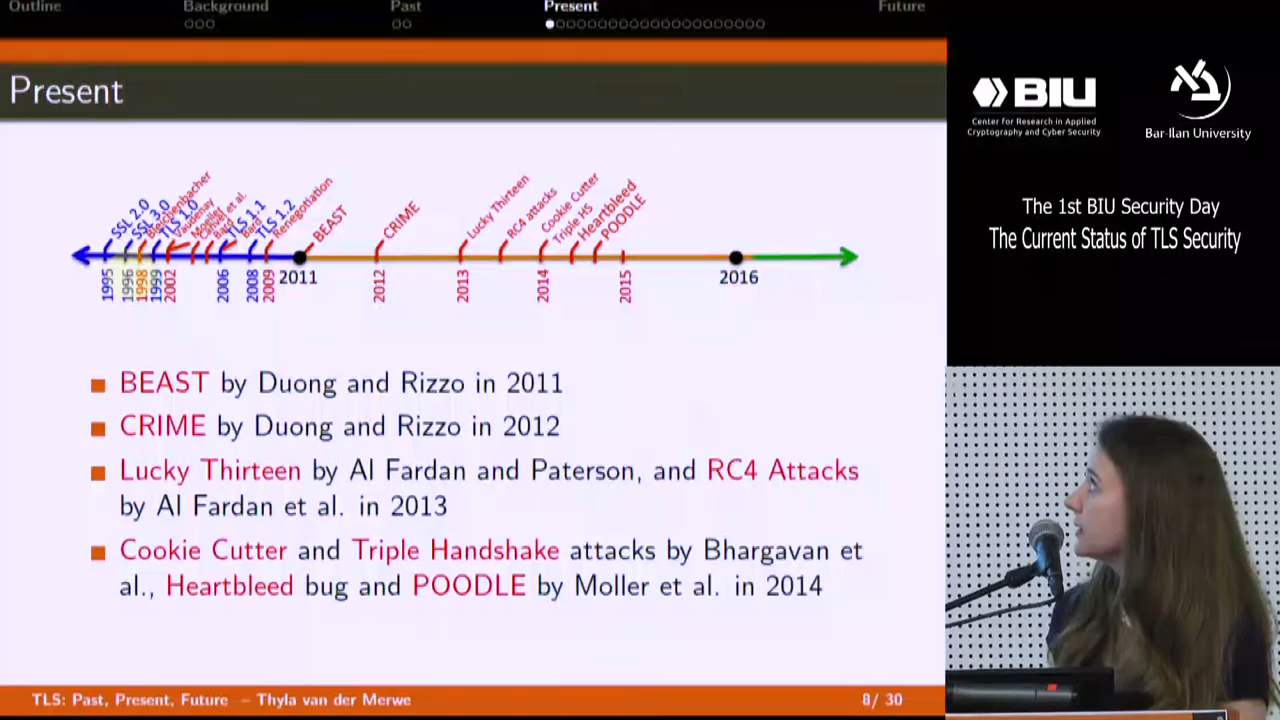 Outline Background Past Present Future
Present
SSL 2.0
SSL 3.0
Bleichenbacher
TLS 1.0
Vaudenay
et al.
Bard
TLS 1.1
Bard
TLS 1.2
Renegotiation
BEAST
CRIME
Lucky Thirteen
RC4 attacks
Cookie Cutter
Triple HS
Heartbleed
POODLE
1995 1996 1998 1999 2002 2006 2008 2009 2011 2012 2013 2014 2015 2016
BEAST by Duong and Rizzo in 2011
CRIME by Duong and Rizzo in 2012
Lucky Thirteen by Al Fardan and Paterson, and RC4 Attacks
by Al Fardan et al. in 2013
Cookie Cutter and Triple Handshake attacks by Bhargavan et
al., Heartbleed bug and POODLE by Moller et al. in 2014
TLS: Past, Present, Future – Thyla van der Merwe 8/ 30
BIU
Center for Research in Applied
Cryptography and Cyber Security
Bar-Ilan University
The 1st BIU Security Day
The Current Status of TLS Security